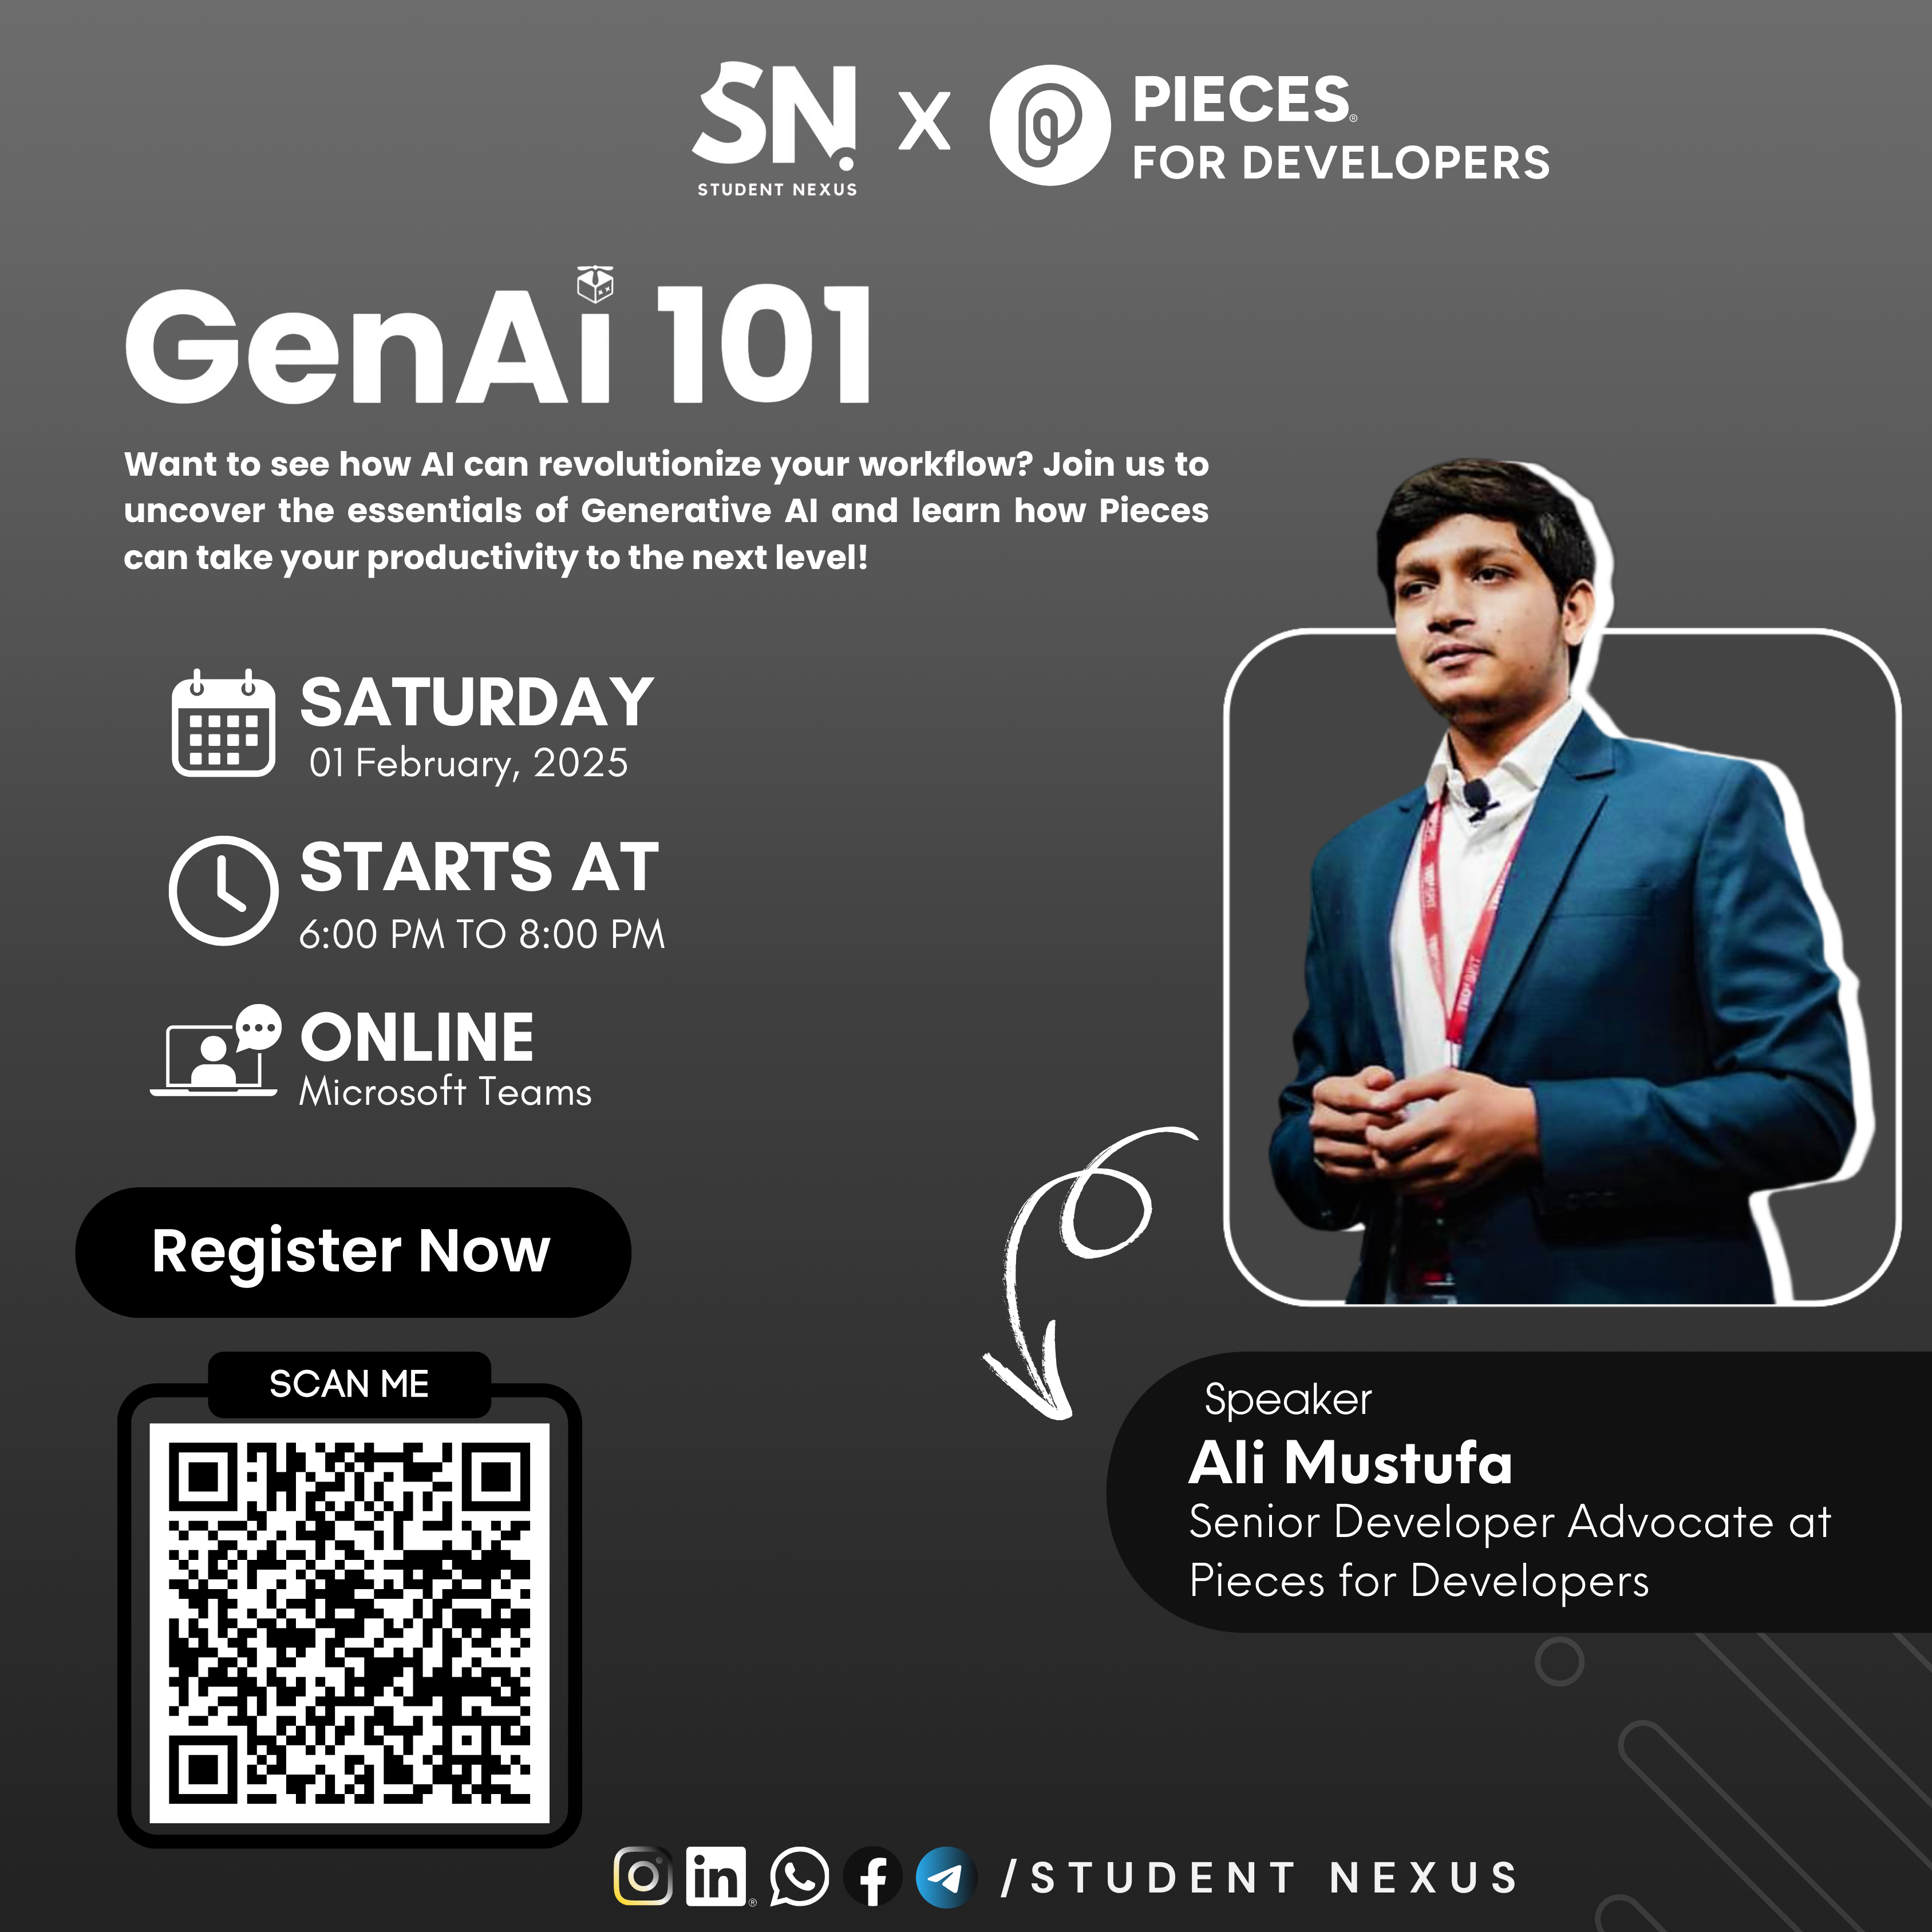 SN
STUDENT NEXUS
X
PIECES®
FOR DEVELOPERS
GenAi 101
Want to see how AI can revolutionize your workflow? Join us to
uncover the essentials of Generative AI and learn how Pieces
can take your productivity to the next level!
SATURDAY
01 February, 2025
STARTS AT
6:00 PM TO 8:00 PM
ONLINE
Microsoft Teams
Register Now
SCAN ME
Speaker
Ali Mustufa
Senior Developer Advocate at
Pieces for Developers
in® f /STUDENT NEXUS